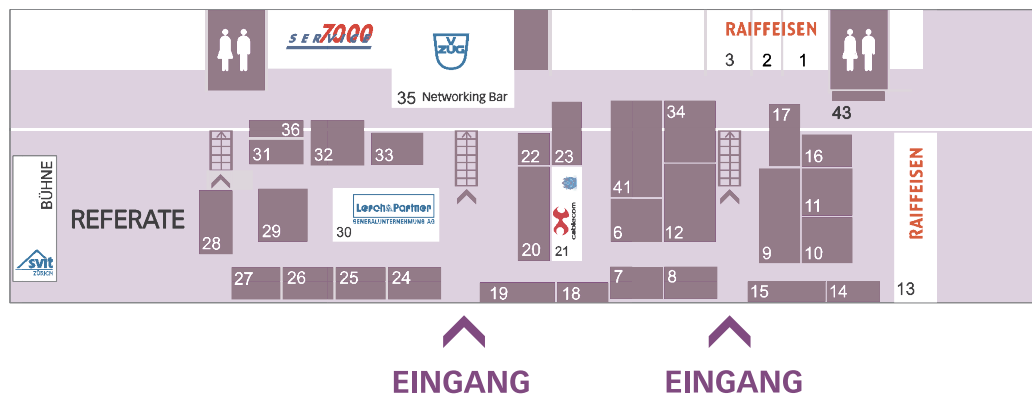 SERVICE 7000
V
ZUG
RAIFFEISEN
3 2 1
35 Networking Bar
43
36
31 32 33
22 23
34
17
16
BÜHNE
REFERATE
28
29
Lerch & Partner
GENERALUNTERNEHMUNG AG
30
20
21
cablecom
41
6
12
11
9
10
RAIFFEISEN
13
svit
ZÜRICH
27 26 25 24
19 18
7 8
15 14
EINGANG EINGANG